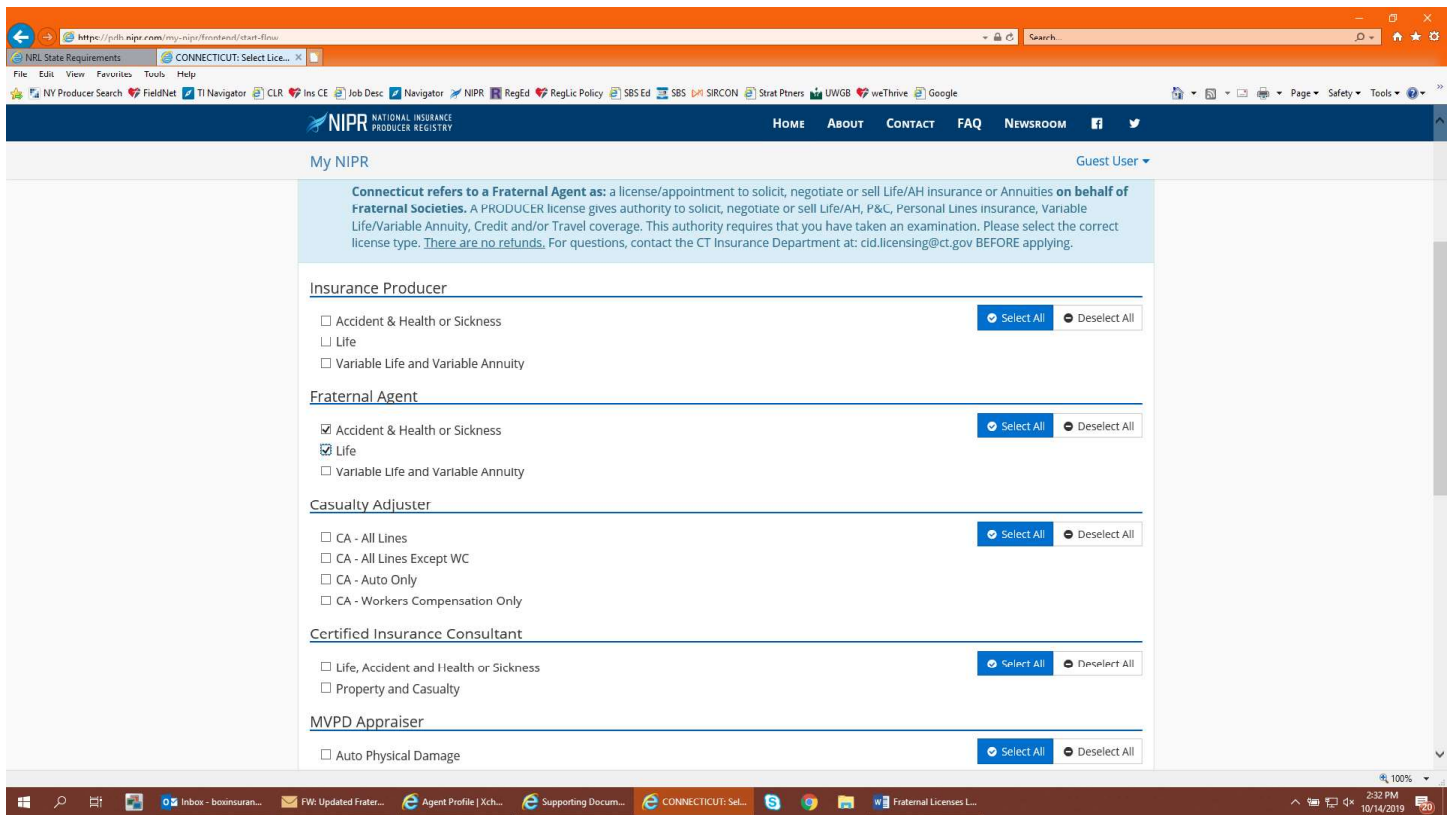 https://pdb.nipr.com/my-nipr/frontend/start-flow
Search...
NRL State Requirements
CONNECTICUT: Select Lice...
File Edit View Favorites Tools Help
NY Producer Search FieldNet TI Navigator CLR Ins CE Job Desc Navigator NIPR RegEd RegLic Policy SBS Ed SBS SIRCON Strat Ptners UWGB weThrive Google
Page Safety Tools
NIPR NATIONAL INSURANCE PRODUCER REGISTRY
HOME ABOUT CONTACT FAQ NEWSROOM
My NIPR
Guest User
Connecticut refers to a Fraternal Agent as: a license/appointment to solicit, negotiate or sell Life/AH insurance or Annuities on behalf of
Fraternal Societies. A PRODUCER license gives authority to solicit, negotiate or sell Life/AH, P&C, Personal Lines insurance, Variable
Life/Variable Annuity, Credit and/or Travel coverage. This authority requires that you have taken an examination. Please select the correct
license type. There are no refunds. For questions, contact the CT Insurance Department at: cid.licensing@ct.gov BEFORE applying.
Insurance Producer
Select All Deselect All
Accident & Health or Sickness
Life
Variable Life and Variable Annuity
Fraternal Agent
Select All Deselect All
Accident & Health or Sickness
Life
Variable Life and Variable Annuity
Casualty Adjuster
Select All Deselect All
CA - All Lines
CA - All Lines Except WC
CA - Auto Only
CA - Workers Compensation Only
Certified Insurance Consultant
Select All Deselect All
Life, Accident and Health or Sickness
Property and Casualty
MVPD Appraiser
Select All Deselect All
Auto Physical Damage
100%
Inbox - boxinsuran...
FW: Updated Frater...
Agent Profile | Xch...
Supporting Docum...
CONNECTICUT: Sel...
Fraternal Licenses L...
2:32 PM
10/14/2019
20